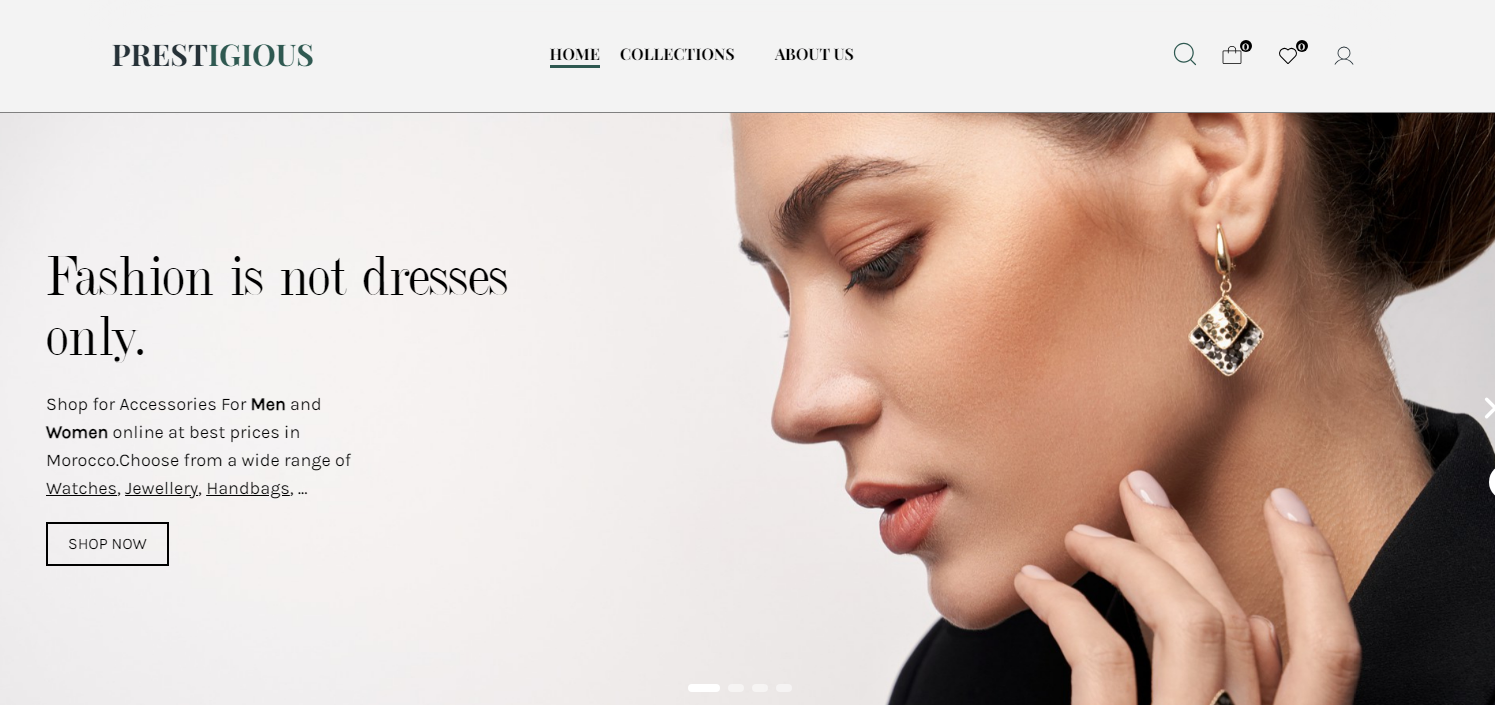 PRESTIGIOUS
HOME COLLECTIONS ABOUT US
0 0
Fashion is not dresses
only.
Shop for Accessories For Men and
Women online at best prices in
Morocco.Choose from a wide range of
Watches, Jewellery, Handbags, ...
SHOP NOW